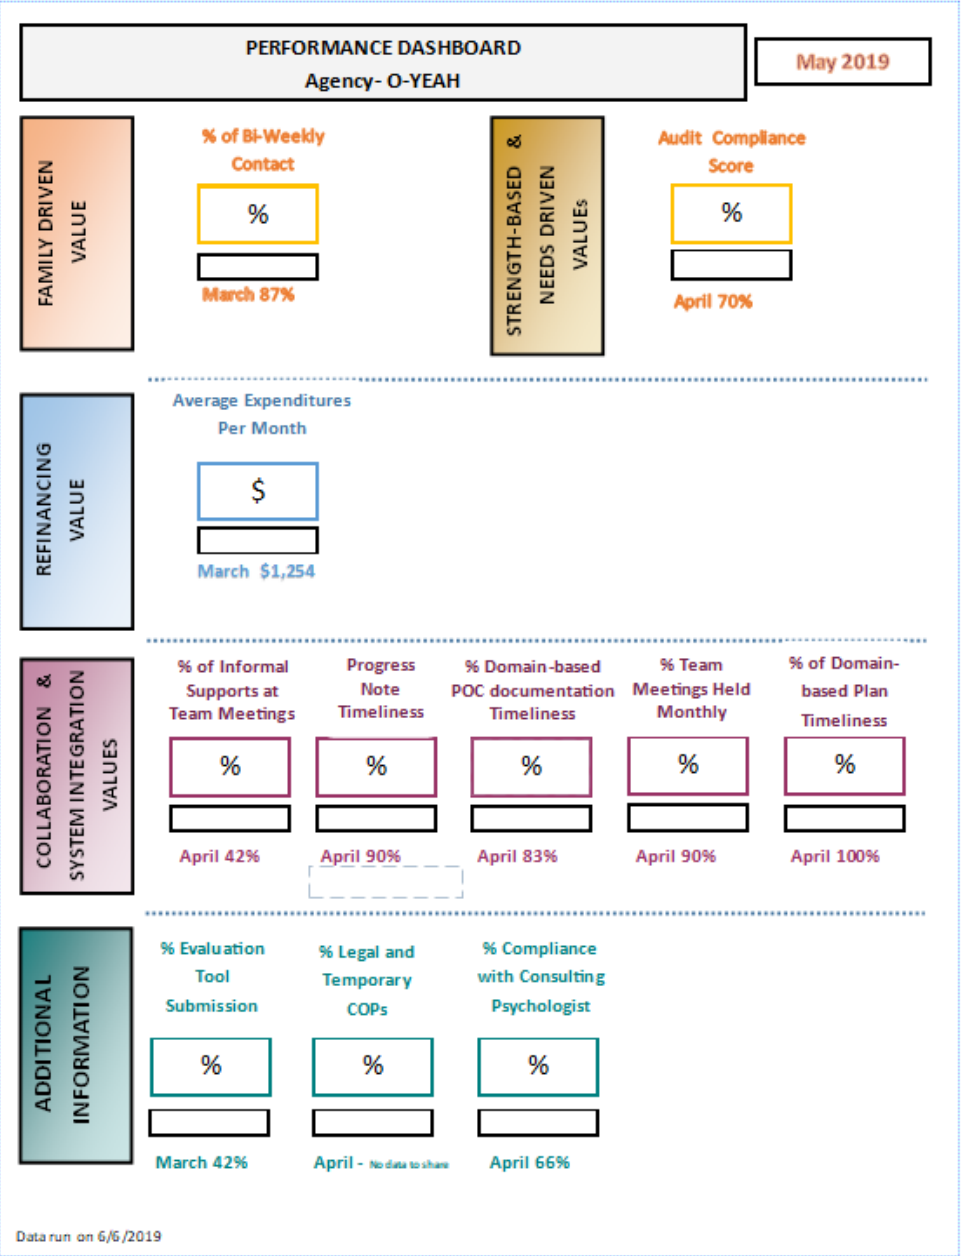 PERFORMANCE DASHBOARD
Agency- O-YEAH
May 2019
FAMILY DRIVEN
VALUE
% of Bi-Weekly
Contact
%
March 87%
STRENGTH-BASED &
NEEDS DRIVEN
VALUEs
Audit Compliance
Score
%
April 70%
REFINANCING
VALUE
Average Expenditures
Per Month
$
March $1,254
COLLABORATION &
SYSTEM INTEGRATION
VALUES
% of Informal
Supports at
Team Meetings
%
April 42%
Progress
Note
Timeliness
%
April 90%
% Domain-based
POC documentation
Timeliness
%
April 83%
% Team
Meetings Held
Monthly
%
April 90%
% of Domain-
based Plan
Timeliness
%
April 100%
ADDITIONAL
INFORMATION
% Evaluation
Tool
Submission
%
March 42%
% Legal and
Temporary
COPs
%
April - No data to share
% Compliance
with Consulting
Psychologist
%
April 66%
Data run on 6/6/2019